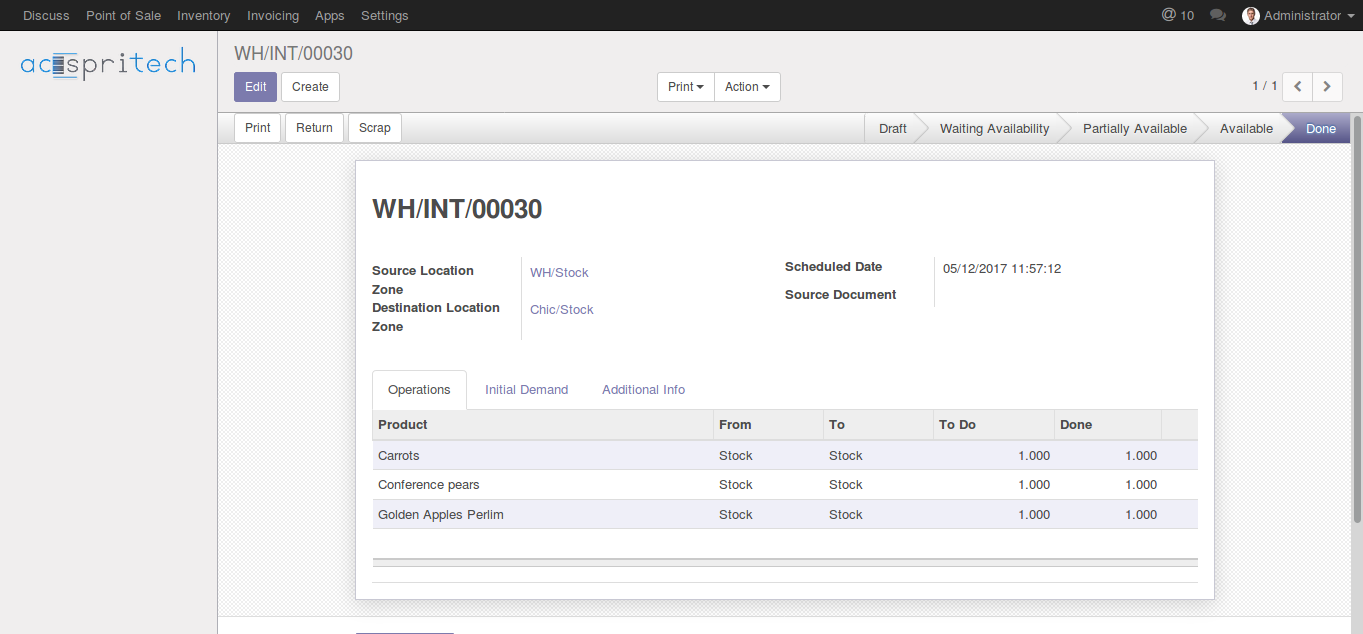 Discuss Point of Sale Inventory Invoicing Apps Settings @ 10 Administrator
acespritech
WH/INT/00030
Edit Create Print Action 1 / 1
Print Return Scrap Draft Waiting Availability Partially Available Available Done
WH/INT/00030
Source Location Zone WH/Stock
Destination Location Zone Chic/Stock
Scheduled Date 05/12/2017 11:57:12
Source Document
Operations Initial Demand Additional Info
Product From To To Do Done
Carrots Stock Stock 1.000 1.000
Conference pears Stock Stock 1.000 1.000
Golden Apples Perlim Stock Stock 1.000 1.000